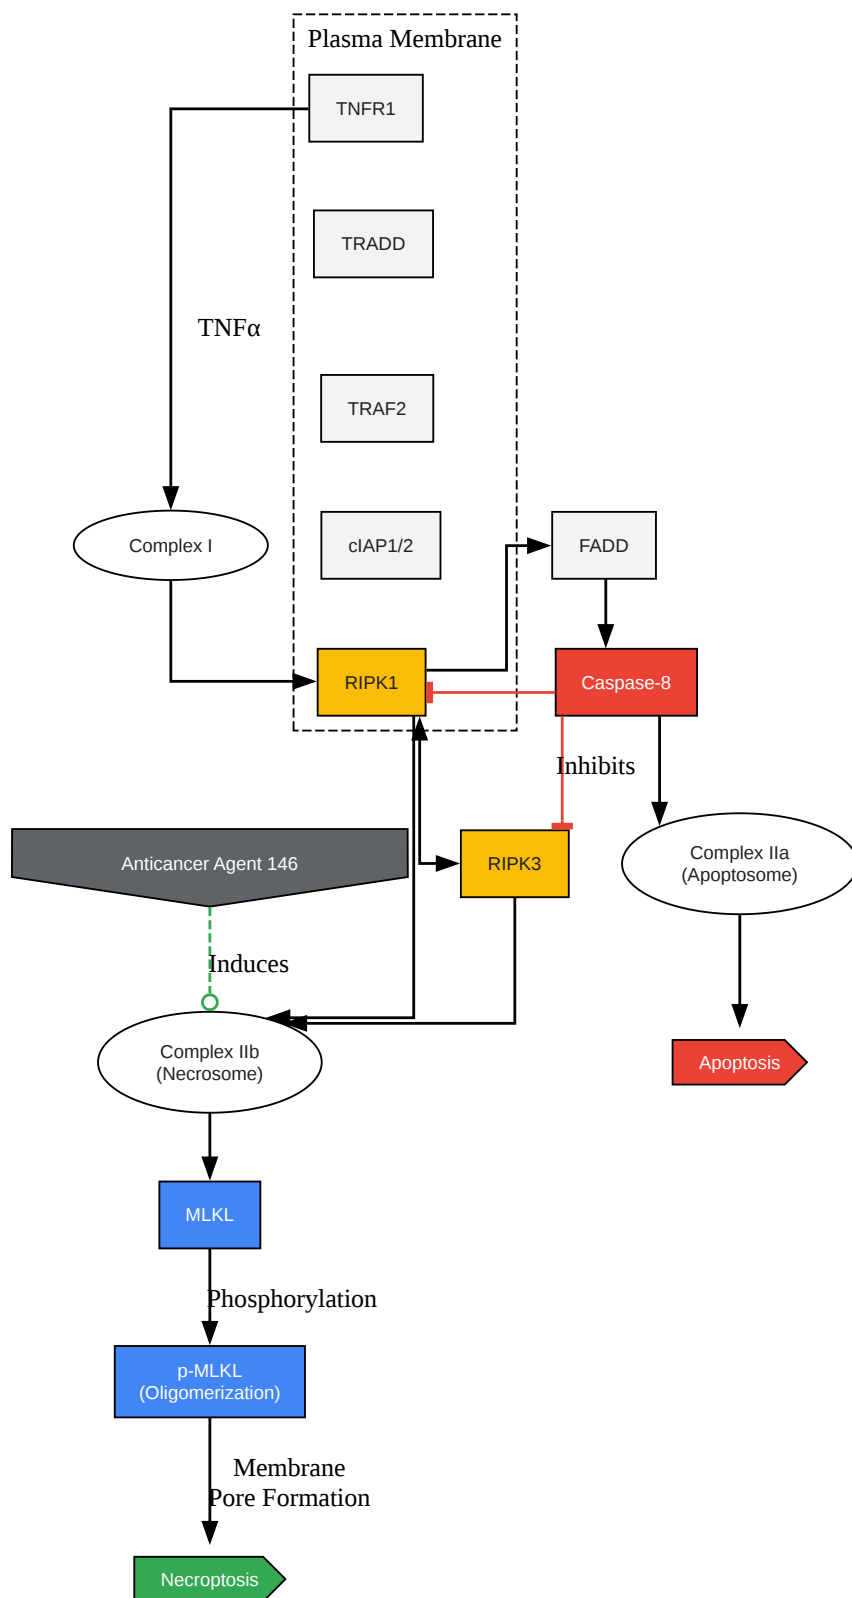 Plasma Membrane
TNFR1
TRADD
TNFα
TRAF2
Complex I
cIAP1/2
FADD
RIPK1
Caspase-8
Inhibits
Anticancer Agent 146
RIPK3
Complex IIa
(Apoptosome)
Induces
Complex IIb
(Necrosome)
Apoptosis
MLKL
Phosphorylation
p-MLKL
(Oligomerization)
Membrane
Pore Formation
Necroptosis